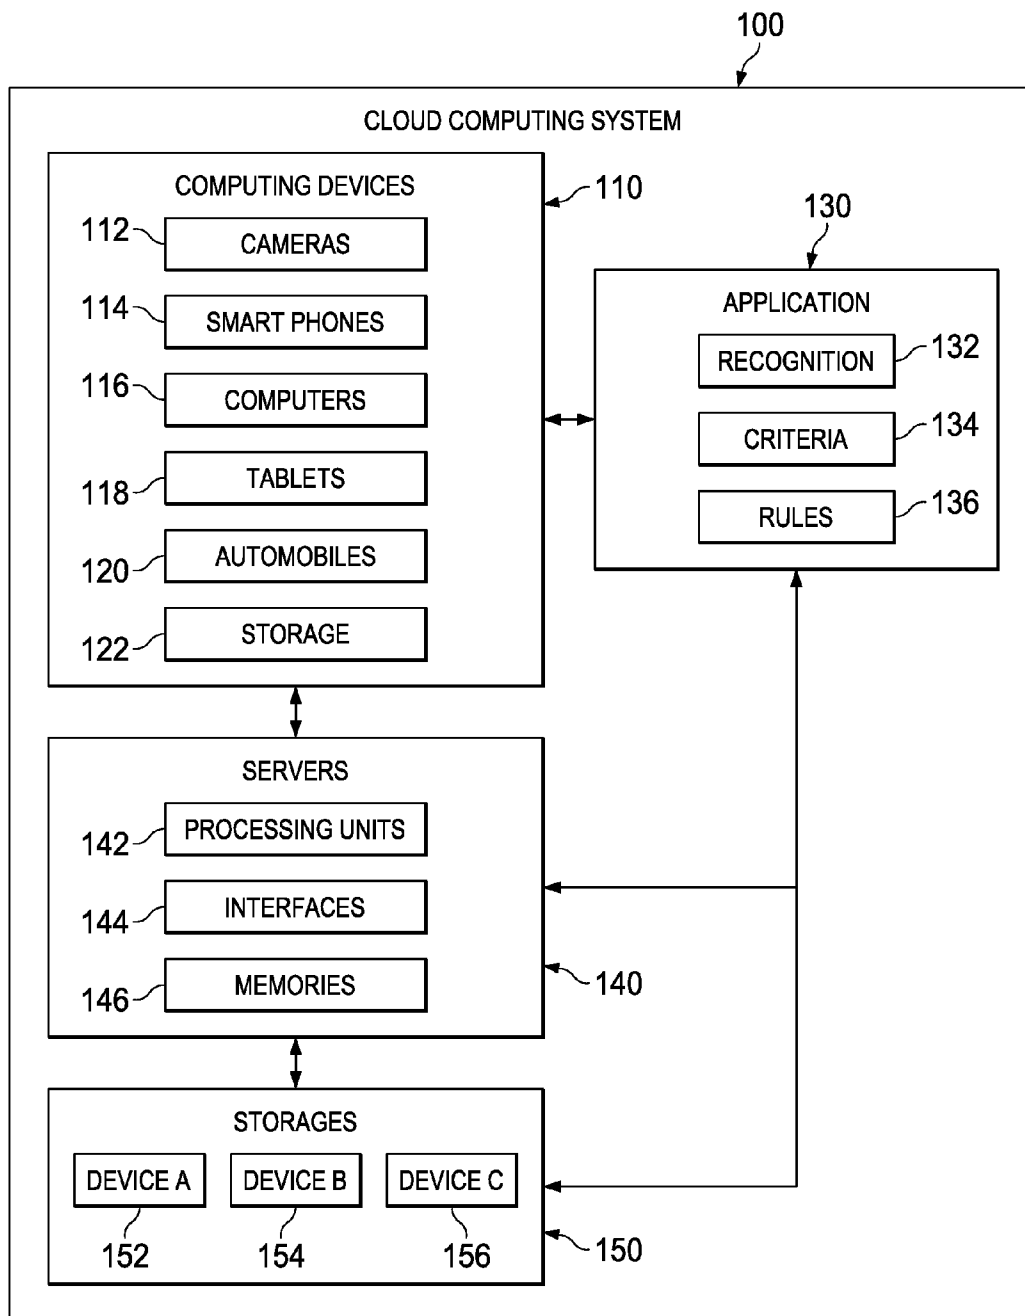 100
CLOUD COMPUTING SYSTEM
COMPUTING DEVICES
110
112
CAMERAS
114
SMART PHONES
116
COMPUTERS
118
TABLETS
120
AUTOMOBILES
122
STORAGE
130
APPLICATION
RECOGNITION
132
CRITERIA
134
RULES
136
SERVERS
142
PROCESSING UNITS
144
INTERFACES
146
MEMORIES
140
STORAGES
DEVICE A
DEVICE B
DEVICE C
152
154
156
150